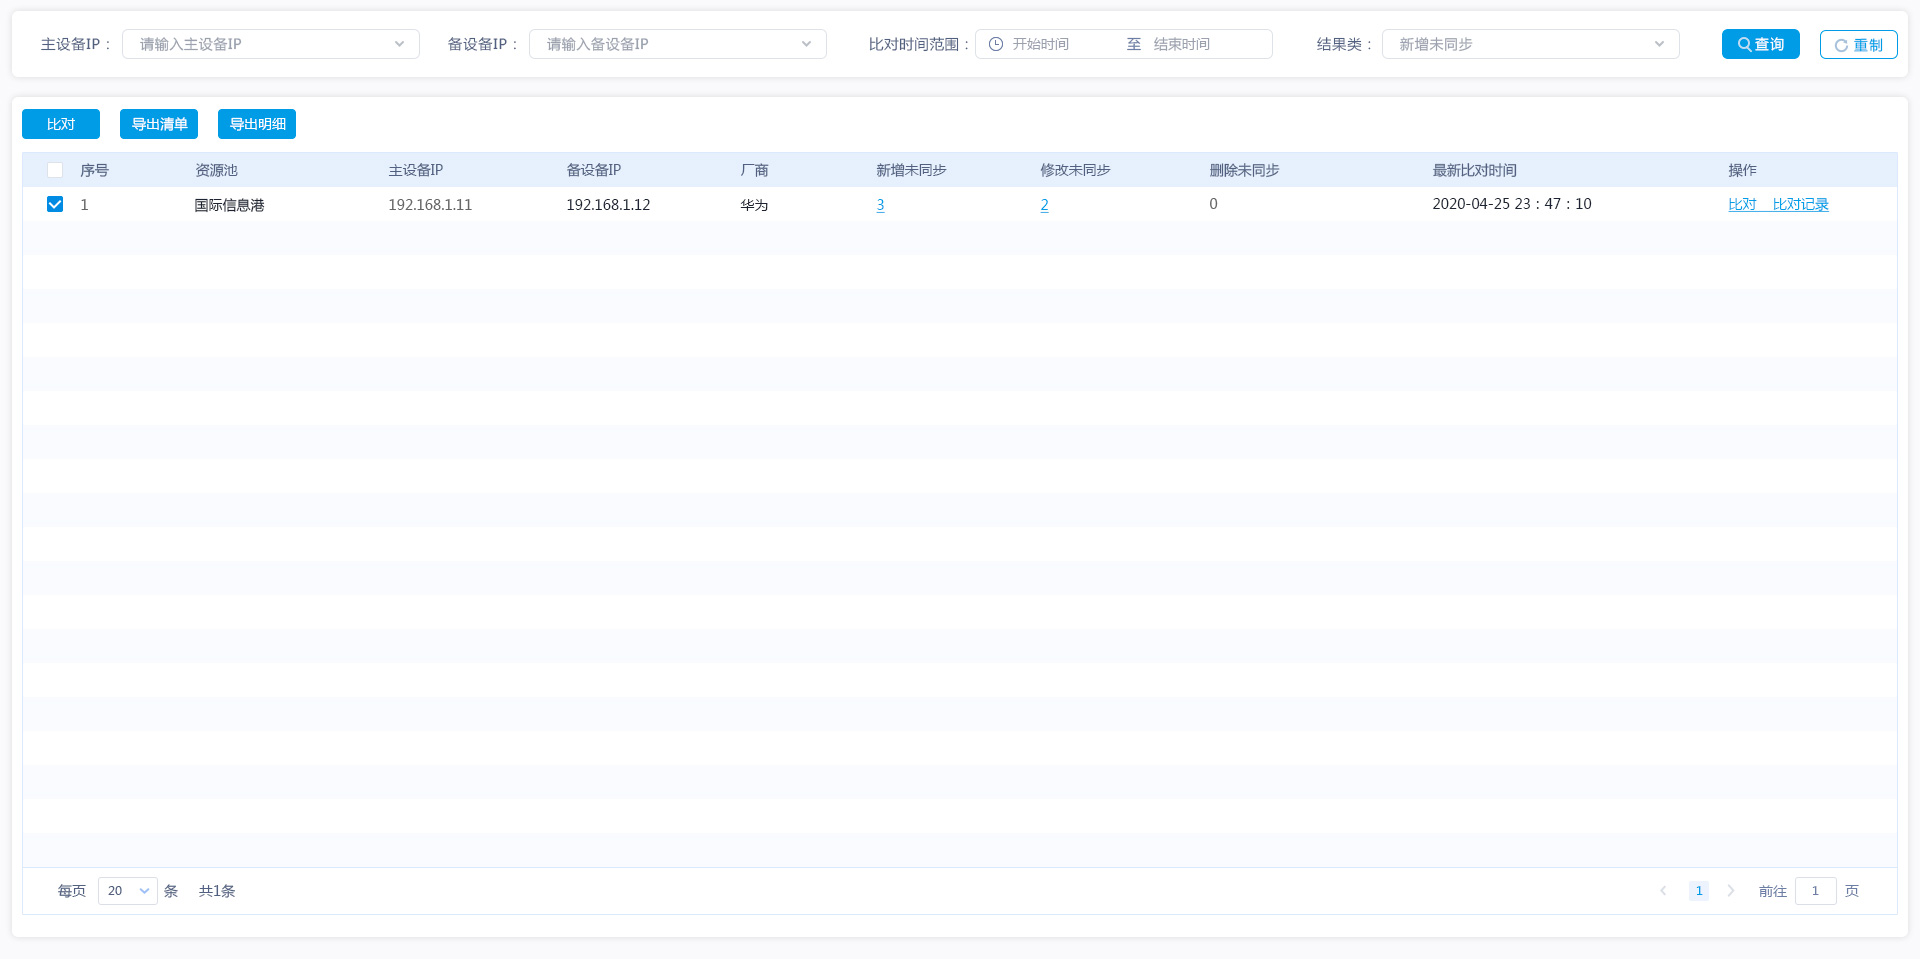 主设备IP： 请输入主设备IP 备设备IP： 请输入备设备IP 比对时间范围： 开始时间 至 结束时间 结果类： 新增未同步 查询 重制
比对 导出清单 导出明细
序号 资源池 主设备IP 备设备IP 厂商 新增未同步 修改未同步 删除未同步 最新比对时间 操作
1 国际信息港 192.168.1.11 192.168.1.12 华为 3 2 0 2020-04-25 23：47：10 比对 比对记录
每页 20 条 共1条 1 前往 1 页